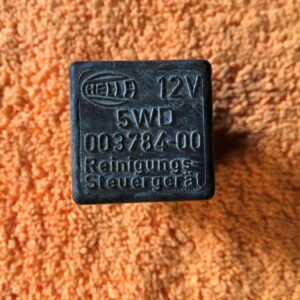 HELLA 12V
5WD
003784-00
Reinigungs-
Steuergerät